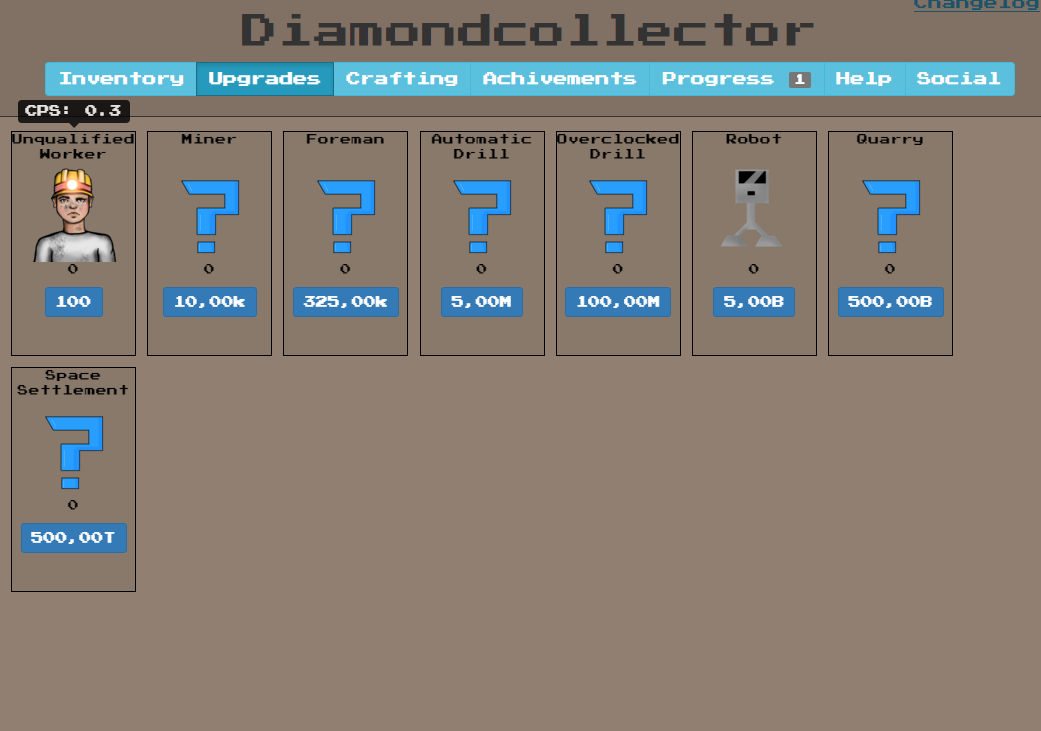 Changelog
Diamondcollector
Inventory Upgrades Crafting Achivements Progress 1 Help Social
CPS: 0.3
Unqualified Worker
0
100
Miner
0
10,00k
Foreman
0
325,00k
Automatic
Drill
0
5,00M
Overclocked
Drill
0
100,00M
Robot
0
5,00B
Quarry
0
500,00B
Space
Settlement
0
500,00T